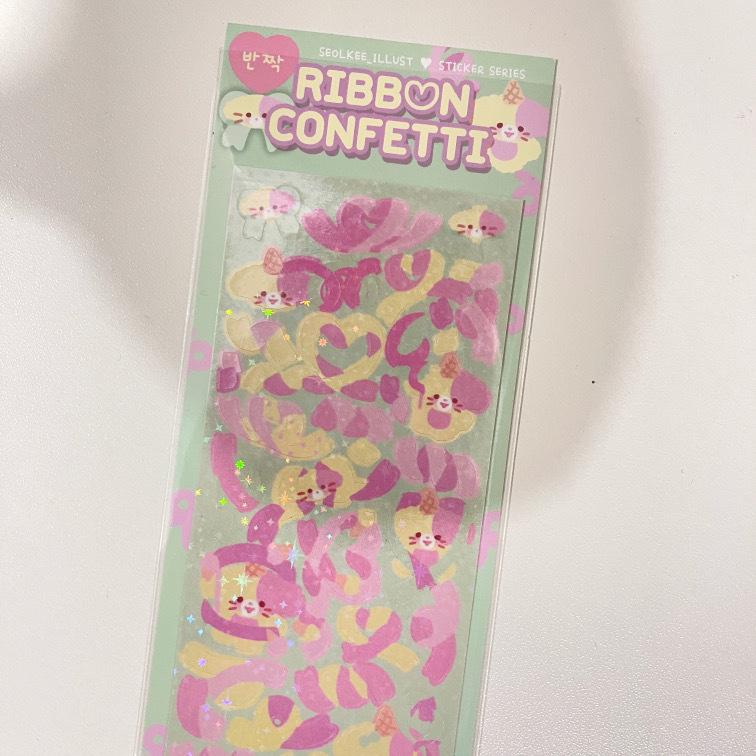 반짝
SEOLKEE_ILLUST ♥ STICKER SERIES
RIBBON
CONFETTI